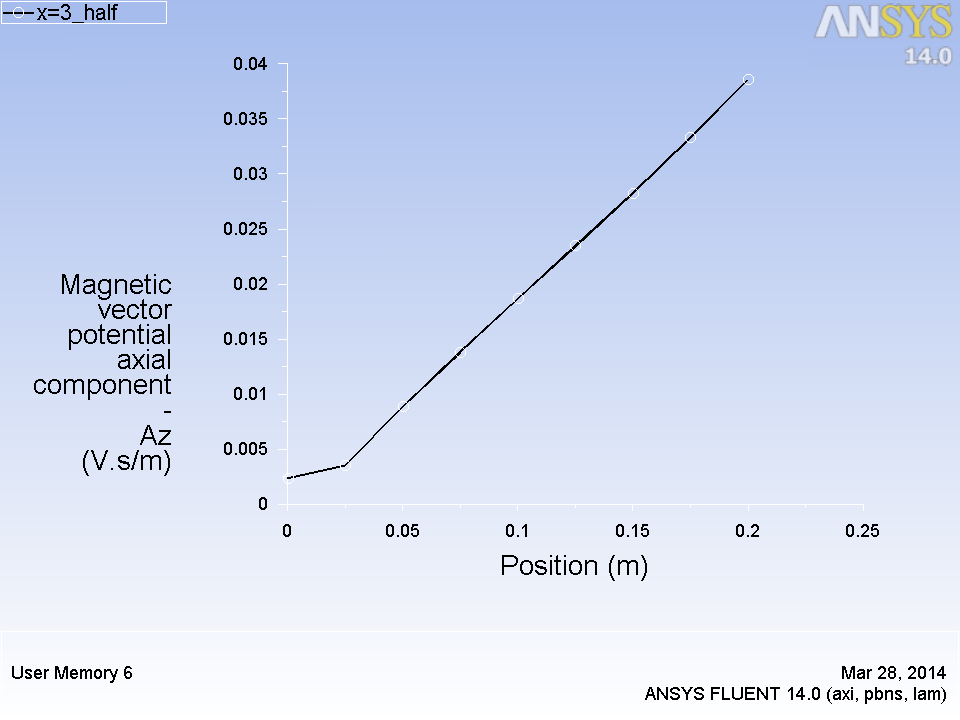 x=3_half
ANSYS
14.0
0.04
0.035
0.03
0.025
0.02
0.015
0.01
0.005
0
Magnetic
vector
potential
axial
component
-
Az
(V.s/m)
0 0.05 0.1 0.15 0.2 0.25
Position (m)
User Memory 6
Mar 28, 2014
ANSYS FLUENT 14.0 (axi, pbns, lam)